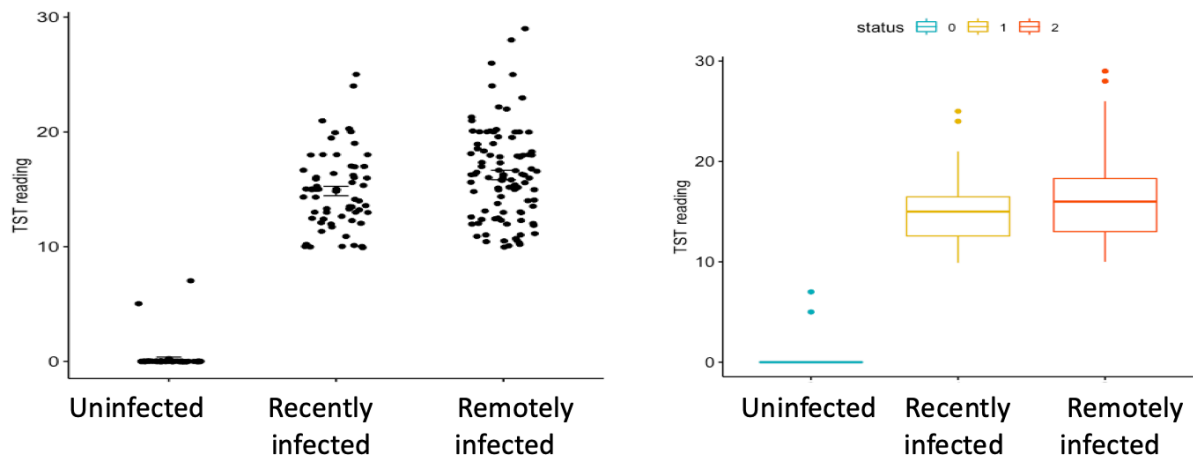 30
20
10
0
TST reading
Uninfected
Recently
infected
Remotely
infected
status 0 1 2
30
20
10
0
TST reading
Uninfected
Recently
infected
Remotely
infected